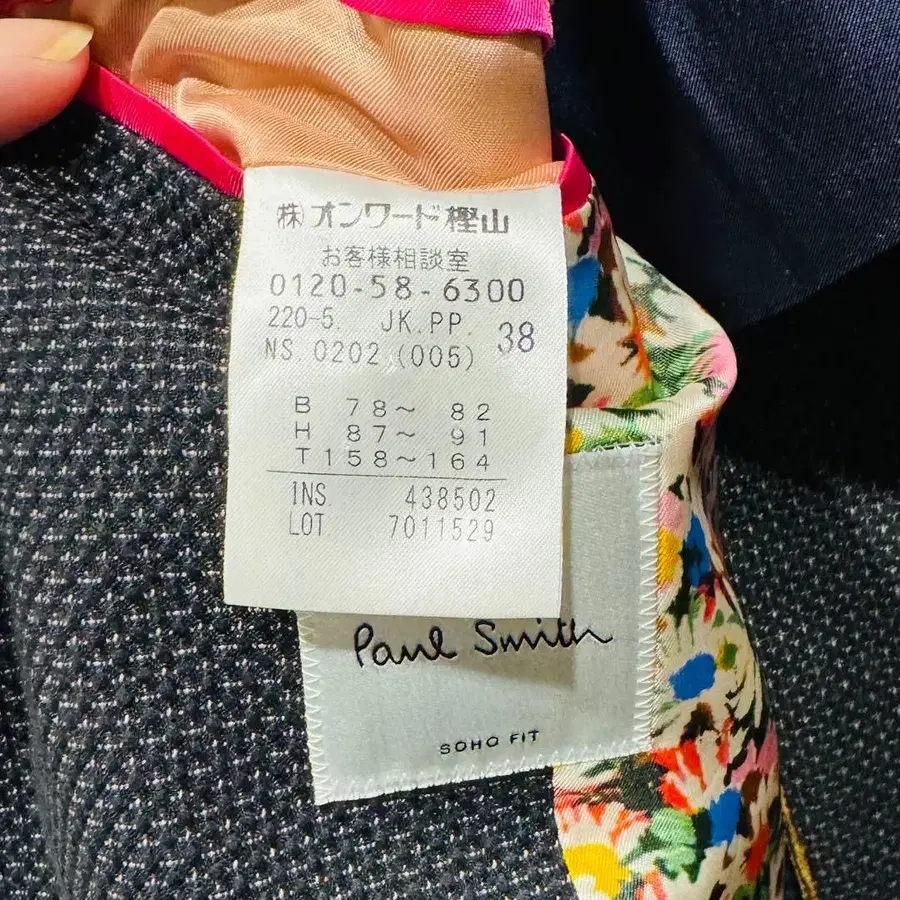 ㈱オンワード樫山
お客様相談室
0120-58-6300
220-5. JK.PP. 38
NS.0202 (005)
B 78～ 82
H 87～ 91
T158～164
INS. 438502
LOT 7011529
Paul Smith
SOHO FIT